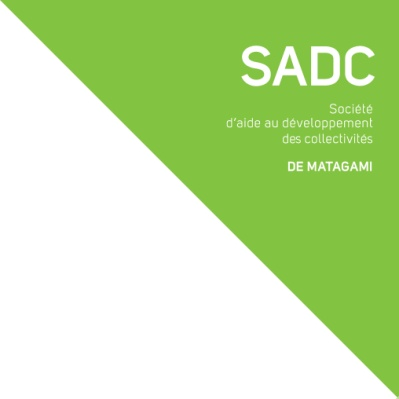 SADC
Société
d'aide au développement
des collectivités
DE MATAGAMI